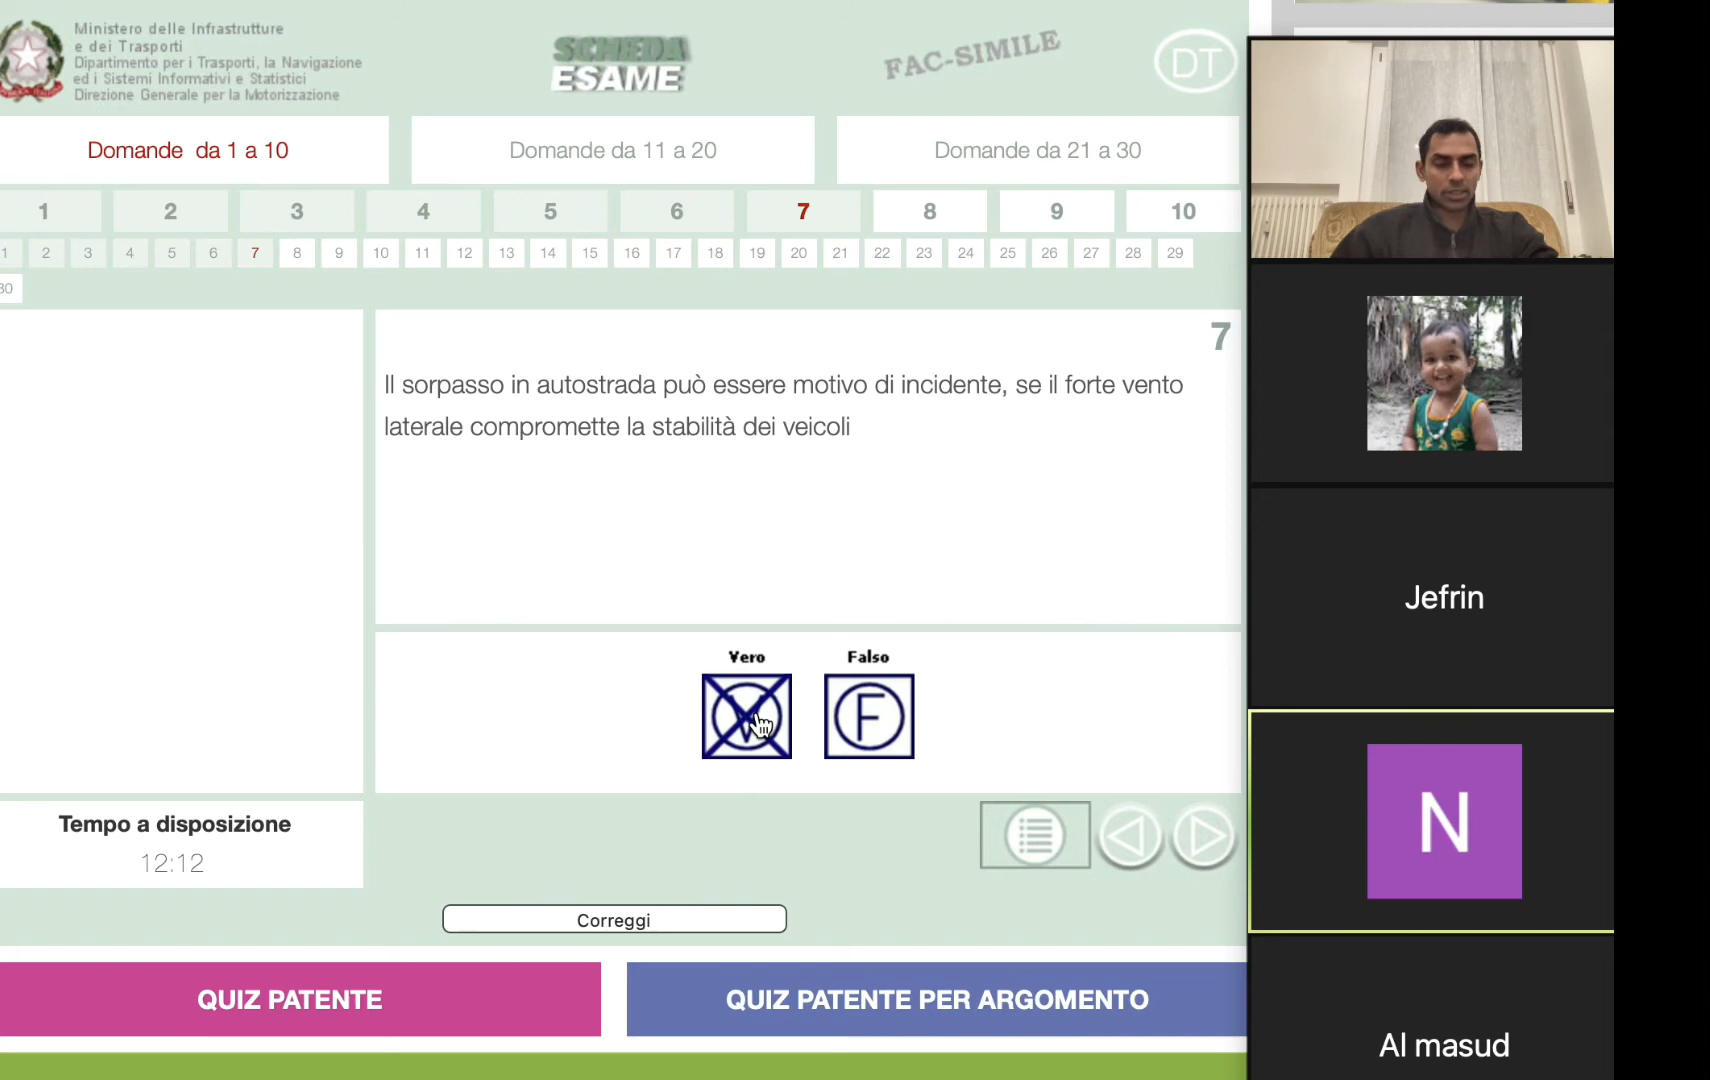 Ministero delle Infrastrutture
e dei Trasporti
Dipartimento per i Trasporti, la Navigazione
ed i Sistemi Informativi e Statistici
Direzione Generale per la Motorizzazione
SCHEDA
ESAME
FAC-SIMILE
DT
Domande da 1 a 10
Domande da 11 a 20
Domande da 21 a 30
1 2 3 4 5 6 7 8 9 10
1 2 3 4 5 6 7 8 9 10 11 12 13 14 15 16 17 18 19 20 21 22 23 24 25 26 27 28 29
30
7
Il sorpasso in autostrada può essere motivo di incidente, se il forte vento
laterale compromette la stabilità dei veicoli
Vero
Falso
V
F
Tempo a disposizione
12:12
Correggi
QUIZ PATENTE
QUIZ PATENTE PER ARGOMENTO
Jefrin
N
Al masud